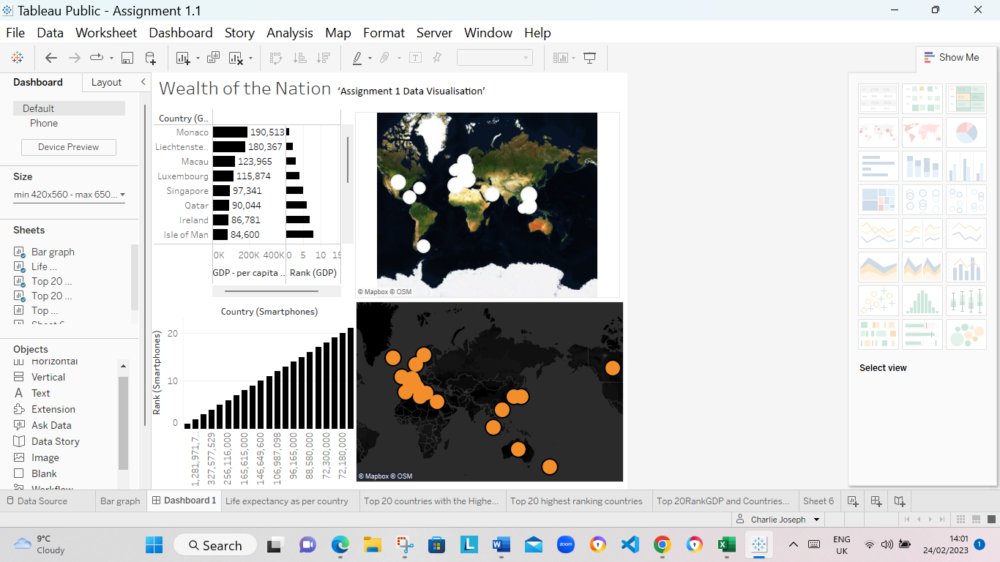 Tableau Public - Assignment 1.1
File Data Worksheet Dashboard Story Analysis Map Format Server Window Help
Show Me
Dashboard Layout
Default
Phone
Device Preview
Size
min 420x560 - max 650...
Sheets
Bar graph
Life ...
Top 20 ...
Top 20 ...
Top ...
Sheet 6
Objects
Horizontal
Vertical
Text
Extension
Ask Data
Data Story
Image
Blank
Workflow
Wealth of the Nation ‘Assignment 1 Data Visualisation’
Country (G..
Monaco 190,513
Liechtenste.. 180,367
Macau 123,965
Luxembourg 115,874
Singapore 97,341
Qatar 90,044
Ireland 86,781
Isle of Man 84,600
0K 200K 400K 0 5 10 15
GDP - per capita .. Rank (GDP)
© Mapbox © OSM
Country (Smartphones)
Rank (Smartphones)
20
10
0
1,281,971,7..
327,577,529
256,116,000
165,615,000
146,649,600
106,987,098
96,165,000
88,580,000
72,300,000
72,180,000
© Mapbox © OSM
Select view
Data Source Bar graph Dashboard 1 Life expectancy as per country Top 20 countries with the Highe... Top 20 highest ranking countries Top 20RankGDP and Countries... Sheet 6
Charlie Joseph
9°C
Cloudy
Search
zoom
ENG
UK
14:01
24/02/2023
1